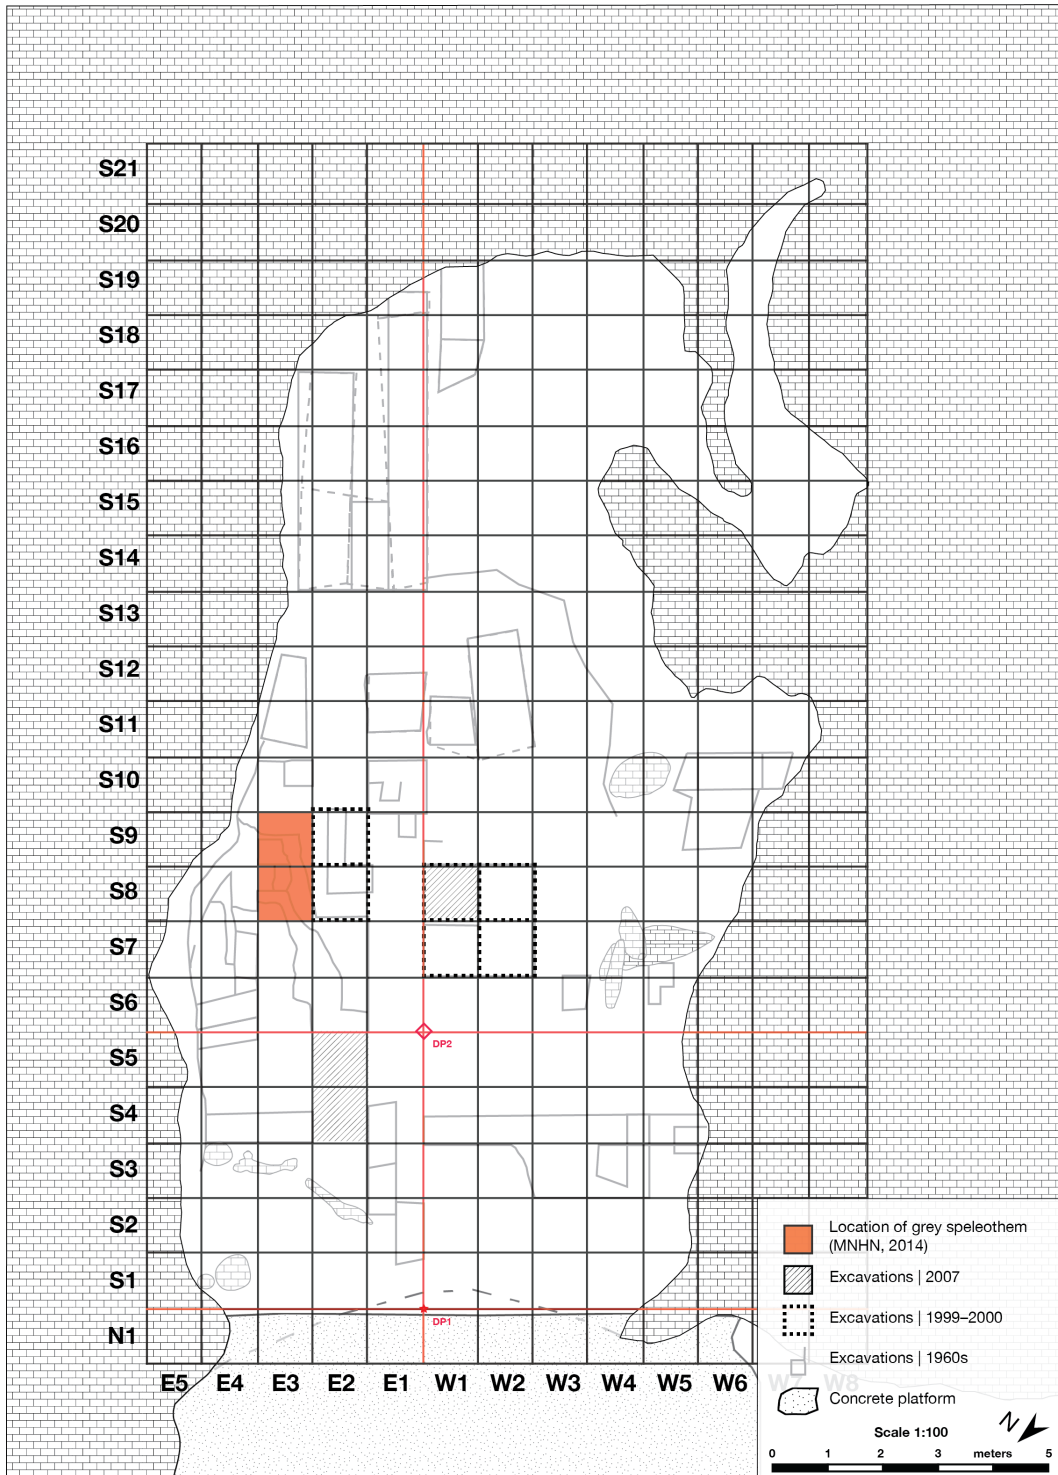 S21
S20
S19
S18
S17
S16
S15
S14
S13
S12
S11
S10
S9
S8
S7
S6
DP2
S5
S4
S3
S2
S1
DP1
N1
E5 E4 E3 E2 E1 W1 W2 W3 W4 W5 W6 W7 W8
Location of grey speleothem
(MNHN, 2014)
Excavations | 2007
Excavations | 1999–2000
Excavations | 1960s
Concrete platform
N
Scale 1:100
0 1 2 3 meters 5